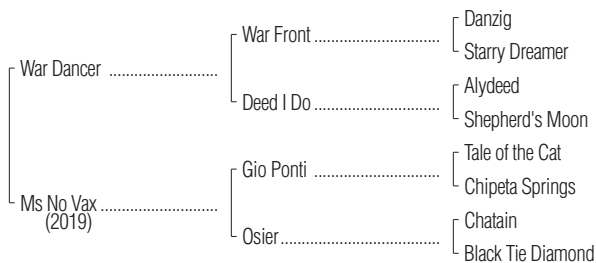 War Dancer
Ms No Vax
(2019)
War Front
Deed I Do
Gio Ponti
Osier
Danzig
Starry Dreamer
Alydeed
Shepherd's Moon
Tale of the Cat
Chipeta Springs
Chatain
Black Tie Diamond